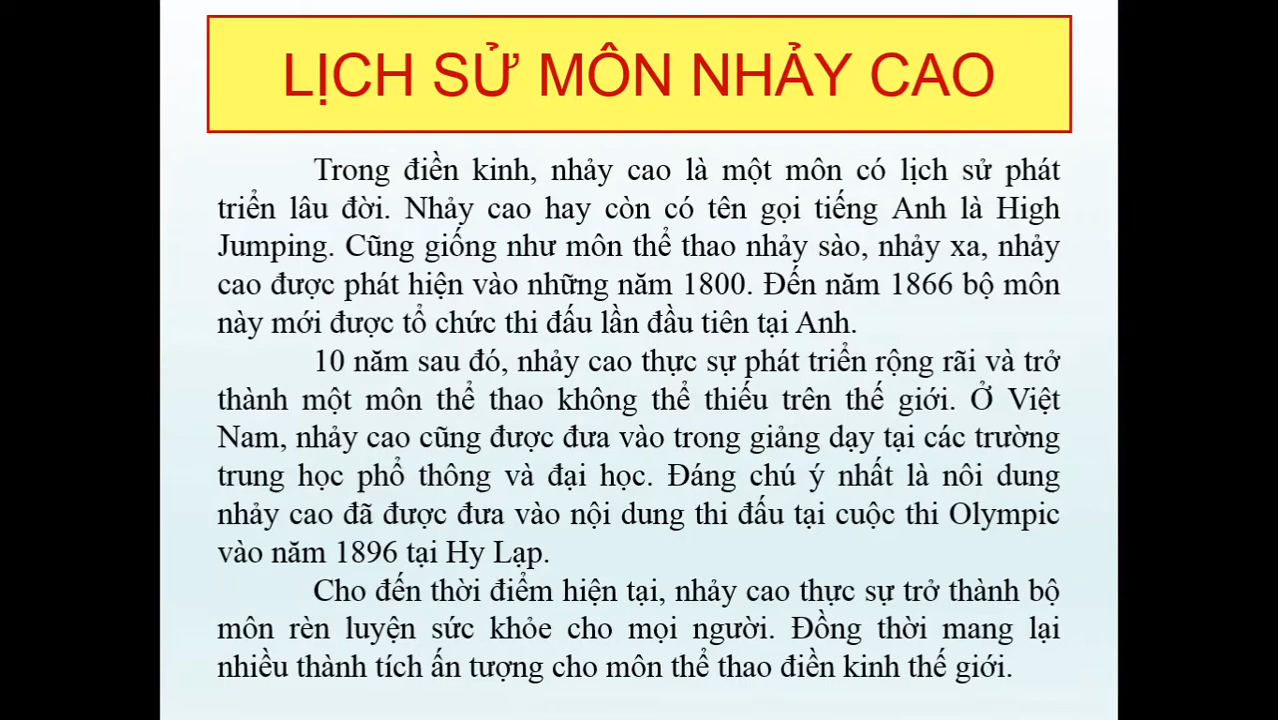 LỊCH SỬ MÔN NHẢY CAO
Trong điền kinh, nhảy cao là một môn có lịch sử phát
triển lâu đời. Nhảy cao hay còn có tên gọi tiếng Anh là High
Jumping. Cũng giống như môn thể thao nhảy sào, nhảy xa, nhảy
cao được phát hiện vào những năm 1800. Đến năm 1866 bộ môn
này mới được tổ chức thi đấu lần đầu tiên tại Anh.
10 năm sau đó, nhảy cao thực sự phát triển rộng rãi và trở
thành một môn thể thao không thể thiếu trên thế giới. Ở Việt
Nam, nhảy cao cũng được đưa vào trong giảng dạy tại các trường
trung học phổ thông và đại học. Đáng chú ý nhất là nôi dung
nhảy cao đã được đưa vào nội dung thi đấu tại cuộc thi Olympic
vào năm 1896 tại Hy Lạp.
Cho đến thời điểm hiện tại, nhảy cao thực sự trở thành bộ
môn rèn luyện sức khỏe cho mọi người. Đồng thời mang lại
nhiều thành tích ấn tượng cho môn thể thao điền kinh thế giới.